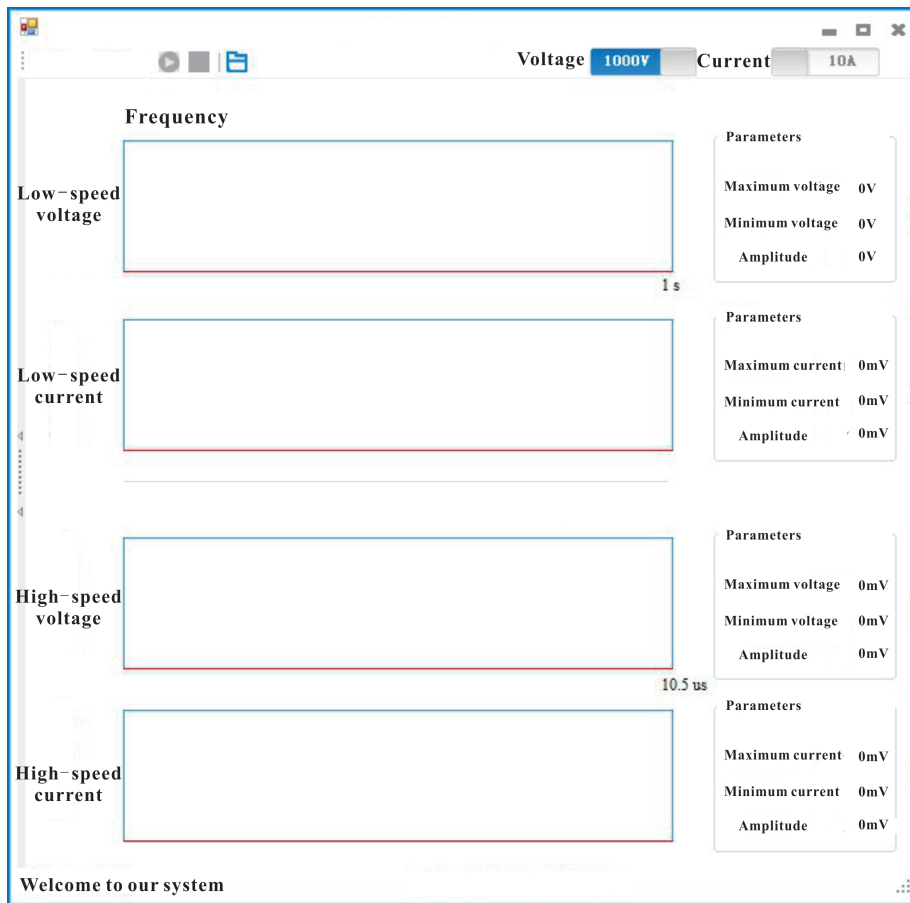 Voltage 1000V Current 10A
Frequency
Low-speed
voltage
Parameters
Maximum voltage 0V
Minimum voltage 0V
Amplitude 0V
1 s
Low-speed
current
Parameters
Maximum current 0mV
Minimum current 0mV
Amplitude 0mV
High-speed
voltage
Parameters
Maximum voltage 0mV
Minimum voltage 0mV
Amplitude 0mV
10.5 us
High-speed
current
Parameters
Maximum current 0mV
Minimum current 0mV
Amplitude 0mV
Welcome to our system